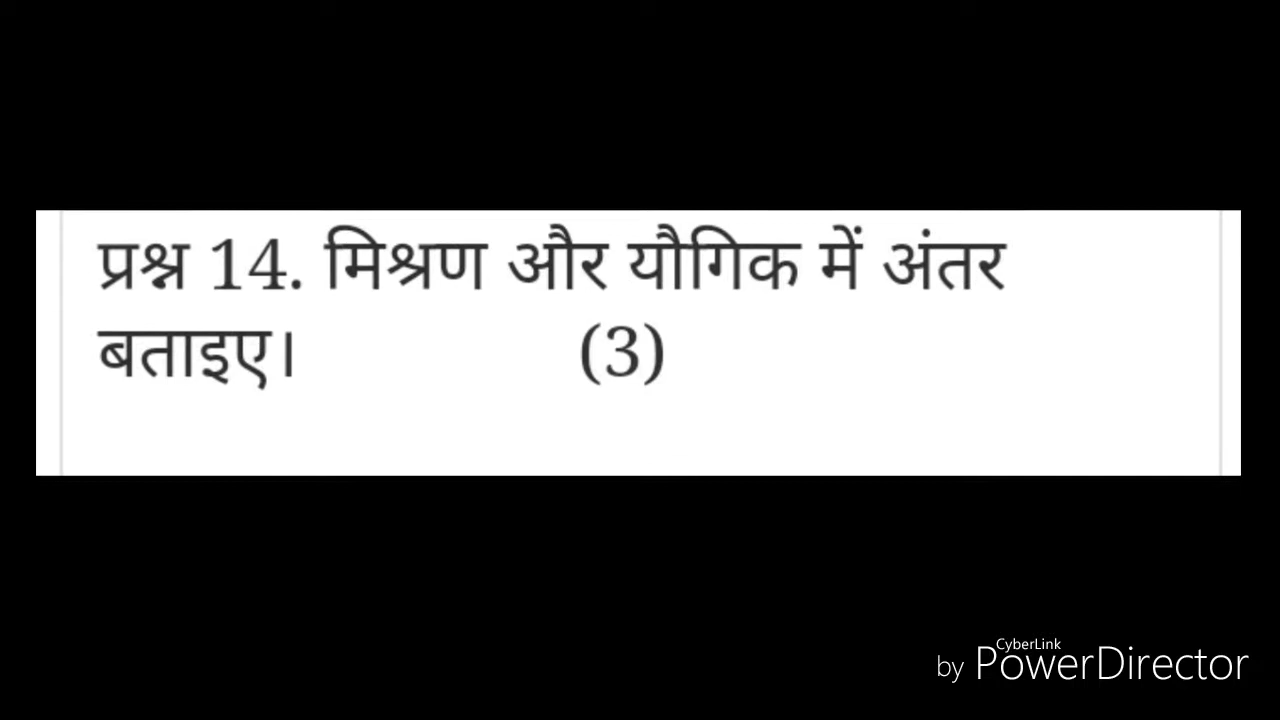 प्रश्न 14. मिश्रण और यौगिक में अंतर
बताइए। (3)
CyberLink
by PowerDirector